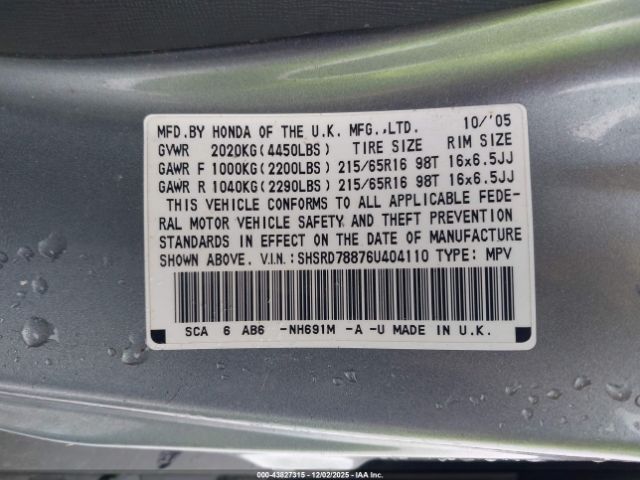 MFD.BY HONDA OF THE U.K. MFG.,LTD. 10/'05
GVWR 2020KG(4450LBS) TIRE SIZE RIM SIZE
GAWR F 1000KG(2200LBS) 215/65R16 98T 16x6.5JJ
GAWR R 1040KG(2290LBS) 215/65R16 98T 16x6.5JJ
THIS VEHICLE CONFORMS TO ALL APPLICABLE FEDE-
RAL MOTOR VEHICLE SAFETY AND THEFT PREVENTION
STANDARDS IN EFFECT ON THE DATE OF MANUFACTURE
SHOWN ABOVE. V.I.N.:SHSRD78876U404110 TYPE: MPV
SCA 6 AB6 -NH691M -A -U MADE IN U.K.
000-43827315 - 12/02/2025 - IAAI.COM